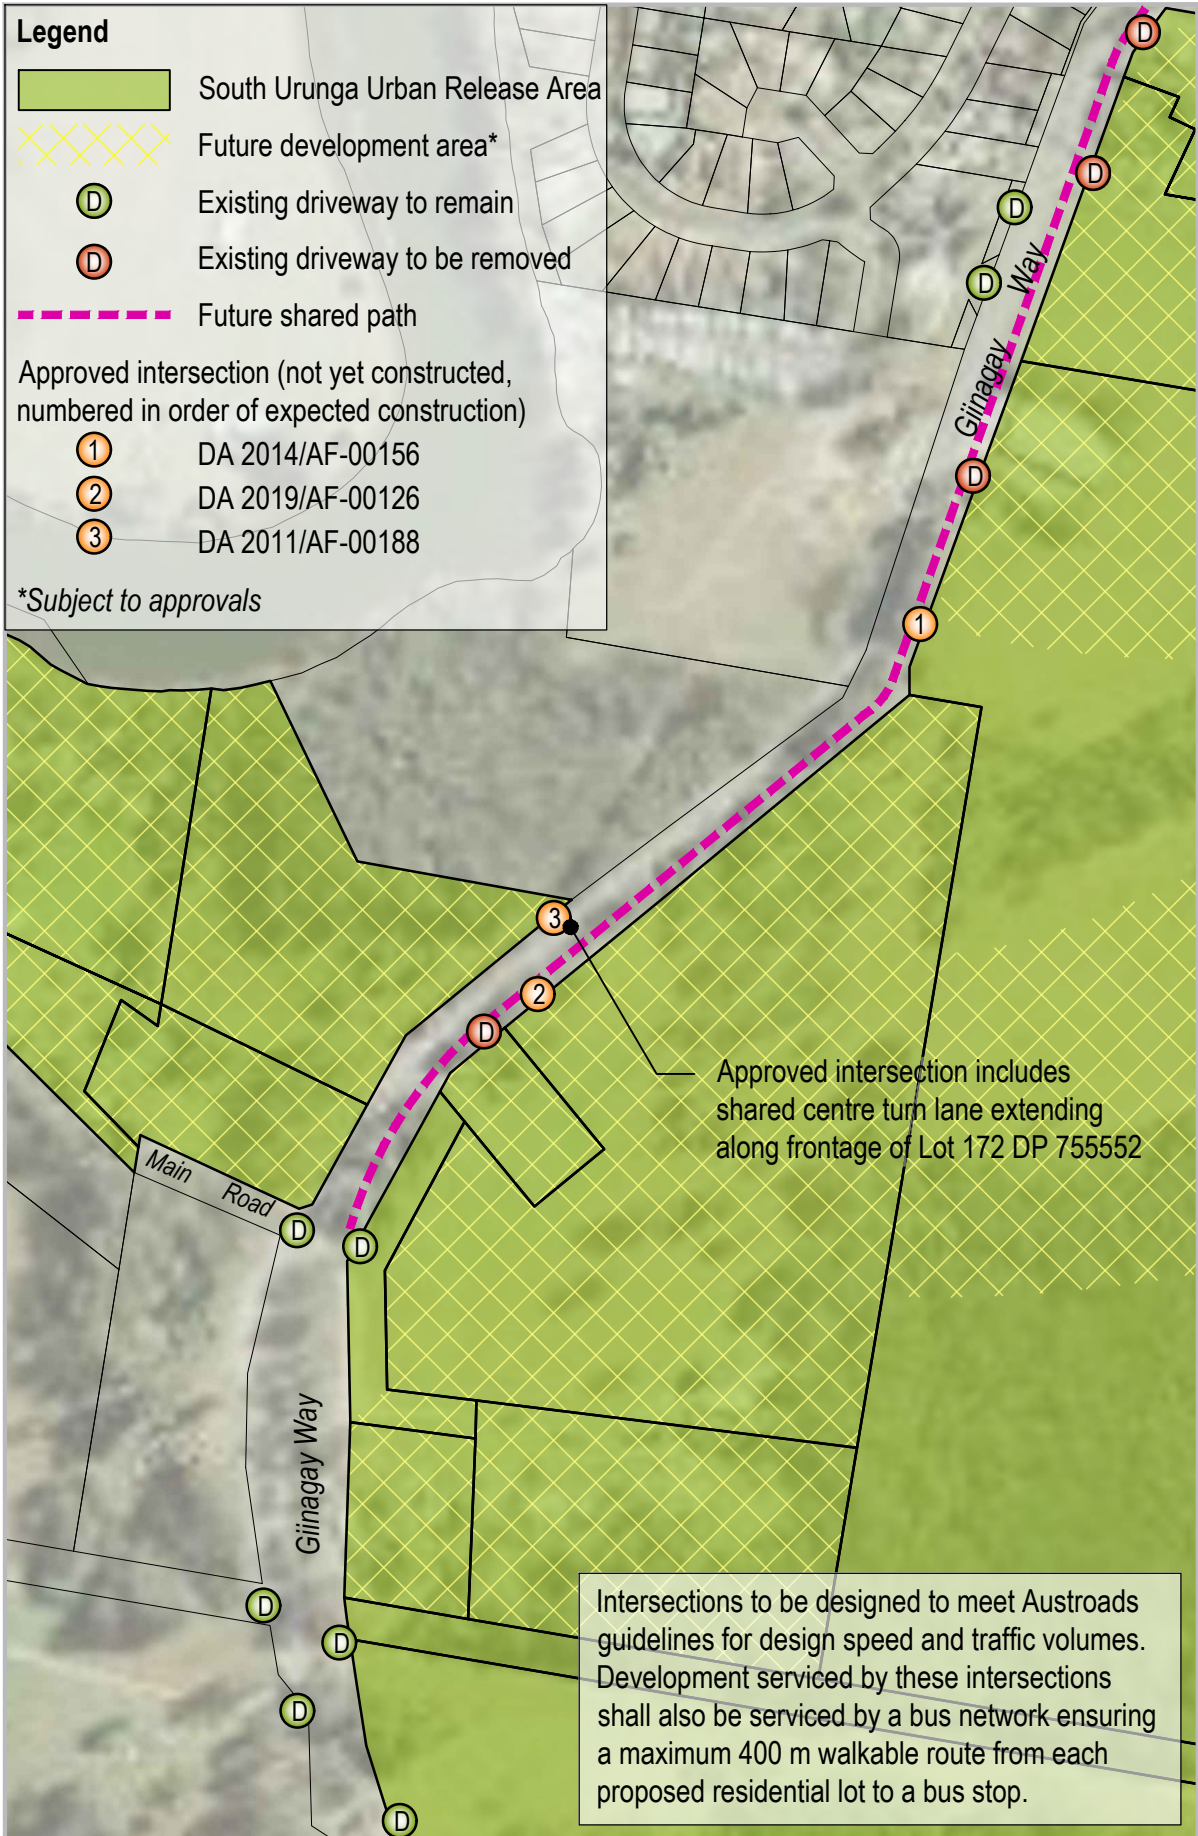 Legend
South Urunga Urban Release Area
Future development area*
D
Existing driveway to remain
D
Existing driveway to be removed
Future shared path
Approved intersection (not yet constructed,
numbered in order of expected construction)
1
DA 2014/AF-00156
2
DA 2019/AF-00126
3
DA 2011/AF-00188
*Subject to approvals
D
D
D
D
Giinagay Way
D
1
3
2
D
Approved intersection includes
shared centre turn lane extending
along frontage of Lot 172 DP 755552
Main Road
D
D
Giinagay Way
D
D
D
D
Intersections to be designed to meet Austroads
guidelines for design speed and traffic volumes.
Development serviced by these intersections
shall also be serviced by a bus network ensuring
a maximum 400 m walkable route from each
proposed residential lot to a bus stop.